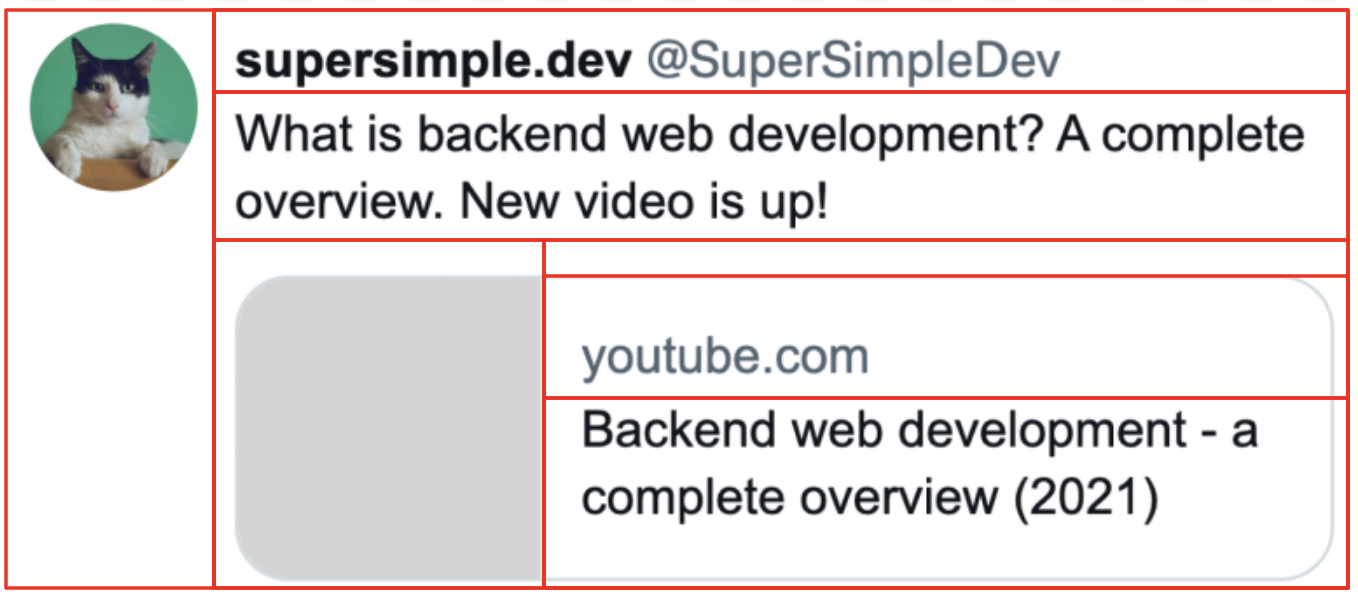 supersimple.dev @SuperSimpleDev
What is backend web development? A complete
overview. New video is up!
youtube.com
Backend web development - a
complete overview (2021)